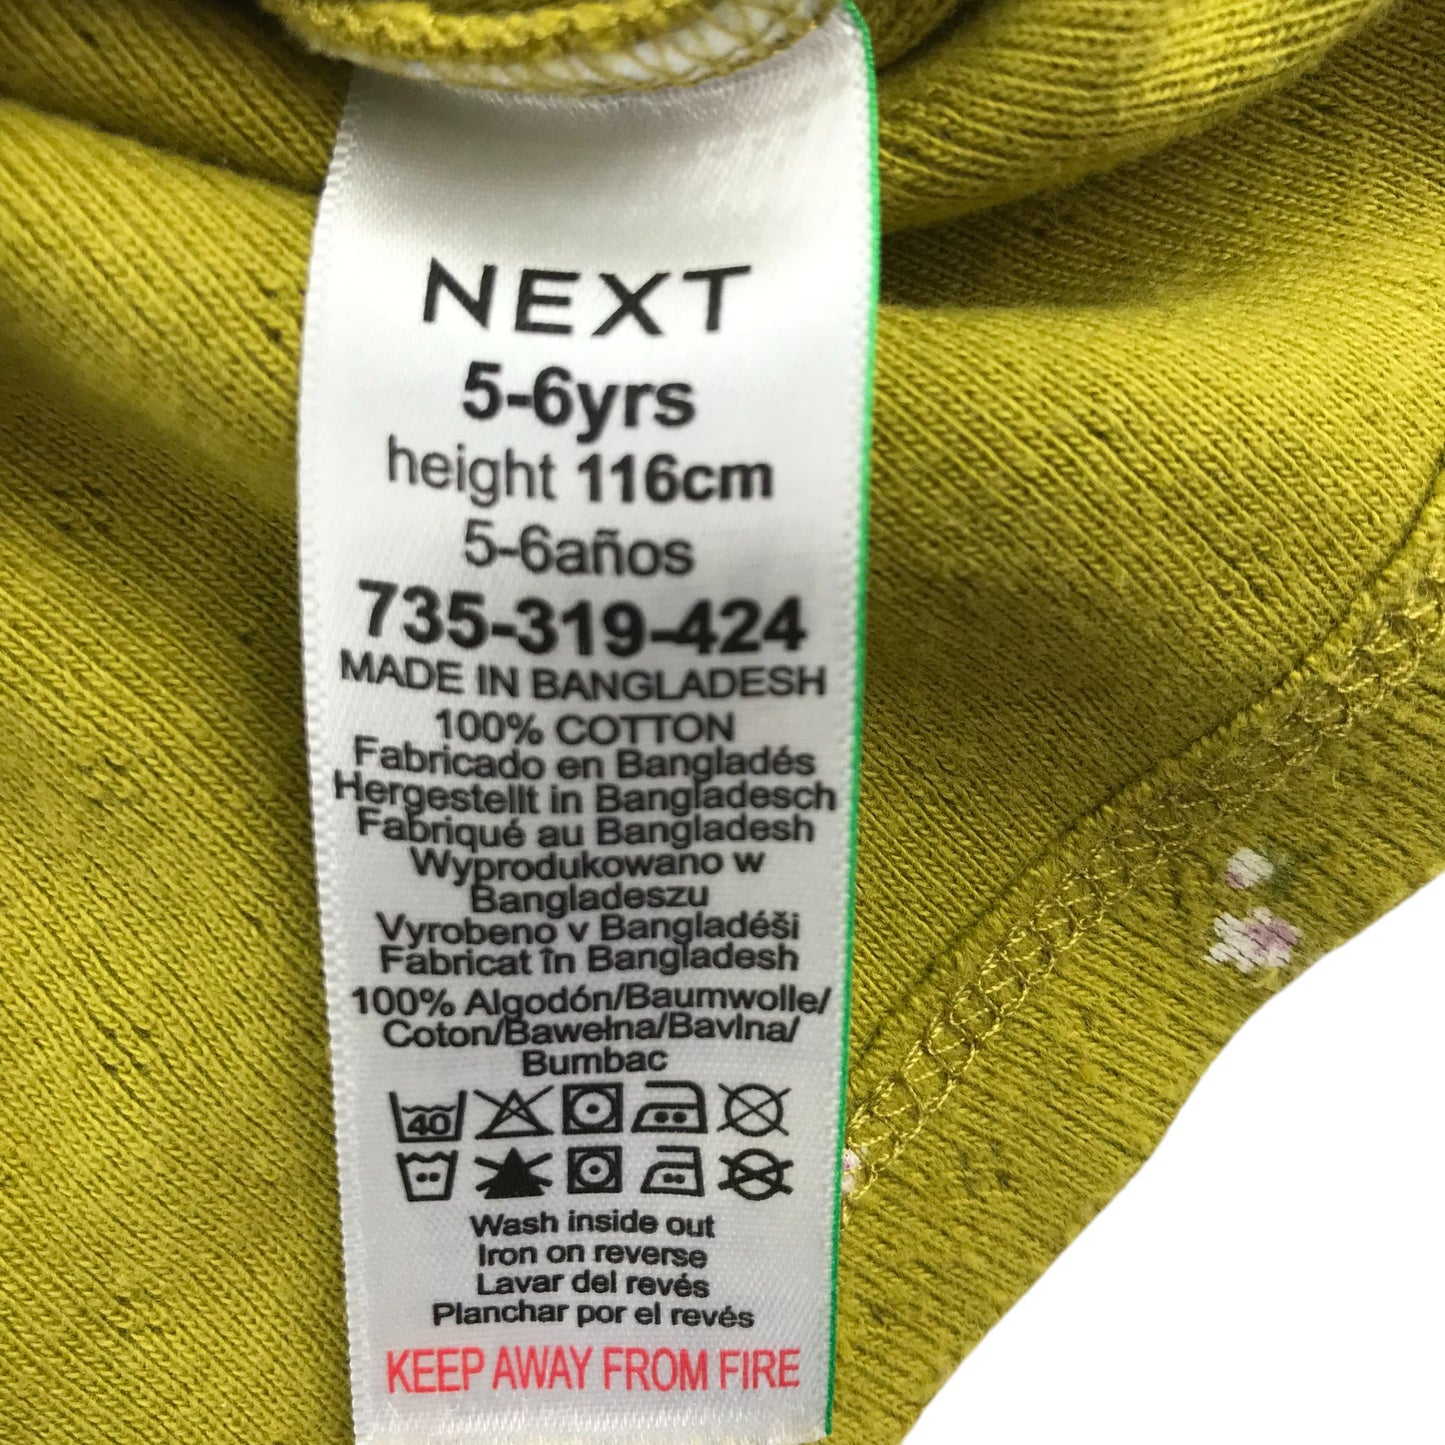 NEXT
5-6yrs
height 116cm
5-6años
735-319-424
MADE IN BANGLADESH
100% COTTON
Fabricado en Bangladés
Hergestellt in Bangladesch
Fabriqué au Bangladesh
Wyprodukowano w
Bangladeszu
Vyrobeno v Bangladéši
Fabricat în Bangladesh
100% Algodón/Baumwolle/
Coton/Bawełna/Bavlna/
Bumbac
40
Wash inside out
Iron on reverse
Lavar del revés
Planchar por el revés
KEEP AWAY FROM FIRE